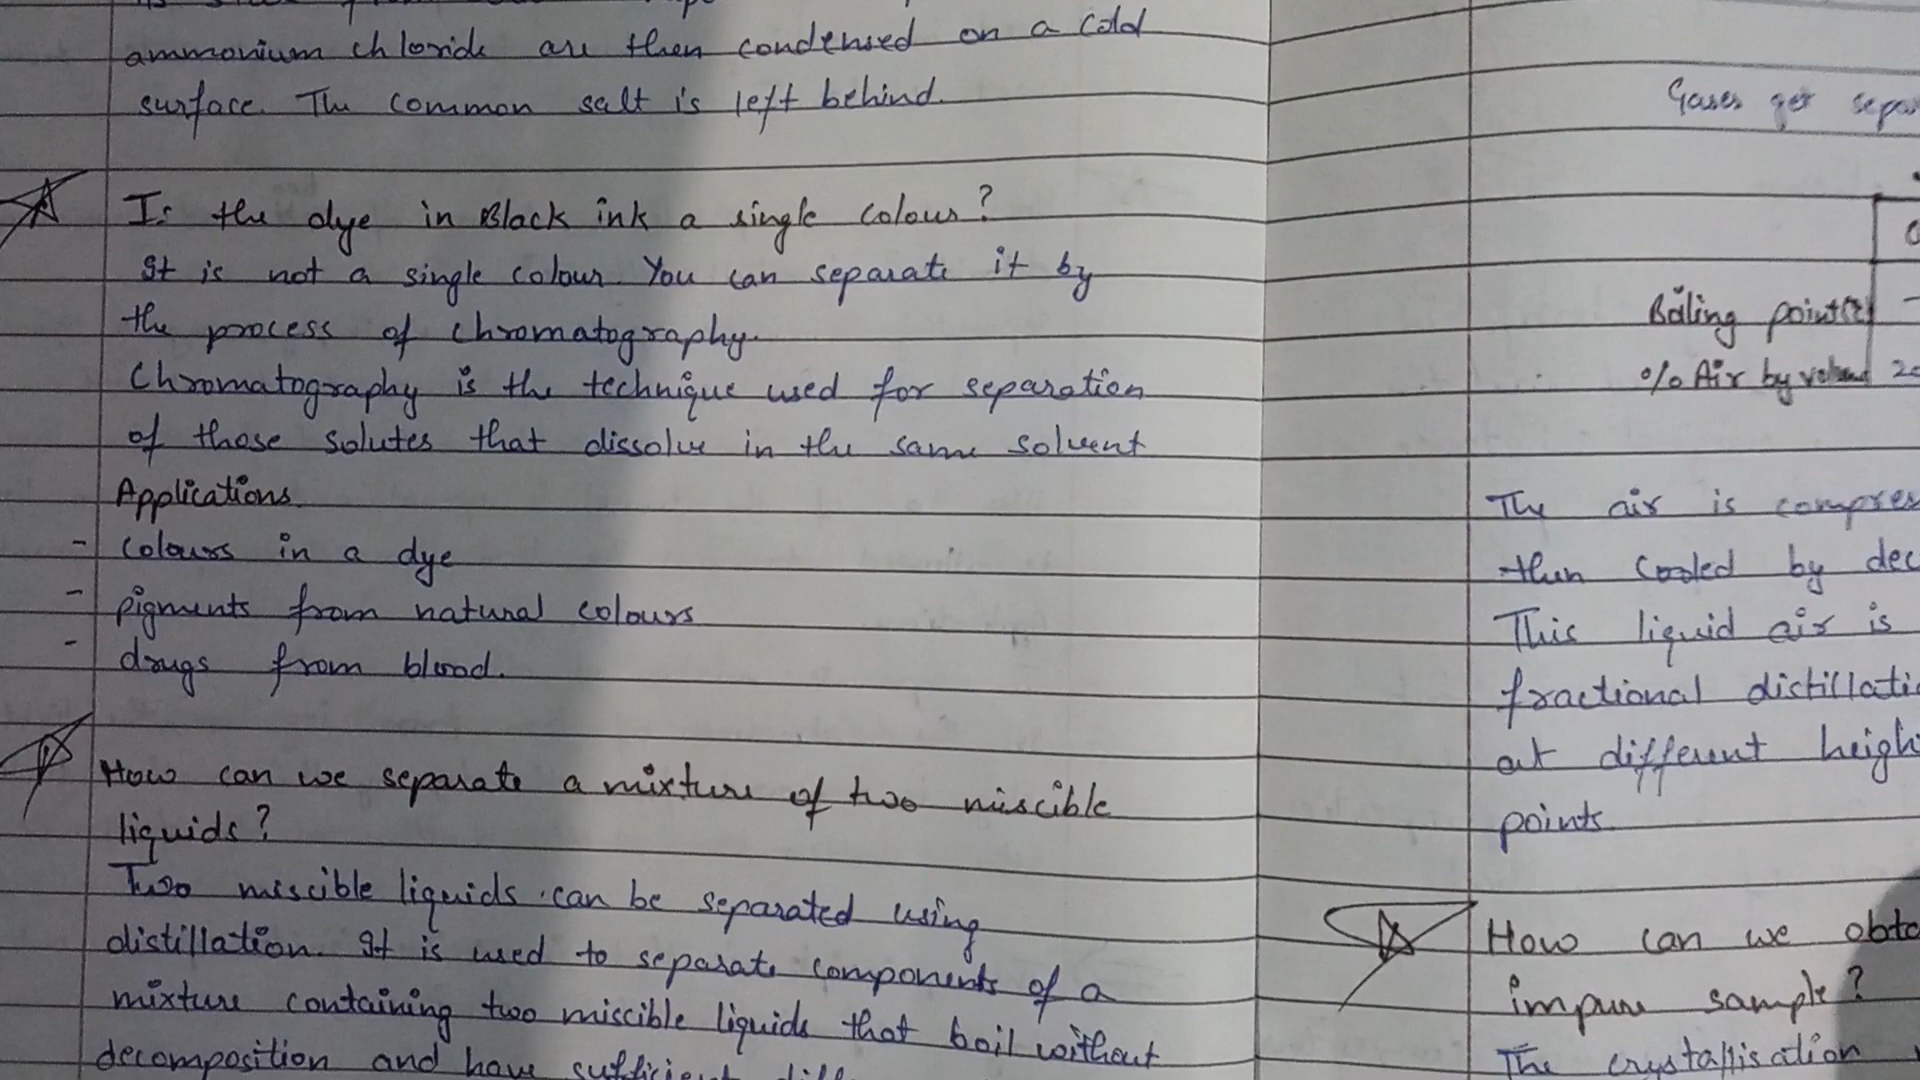 ammonium chloride are then condensed on a cold
surface. The common salt is left behind.
Is the dye in Black ink a single colour?
It is not a single colour. You can separate it by
the process of chromatography.
Chromatography is the technique used for separation
of those solutes that dissolve in the same solvent
Applications
- colours in a dye
- pigments from natural colours
- drugs from blood.
How can we separate a mixture of two miscible
liquids?
Two miscible liquids can be separated using
distillation. It is used to separate components of a
mixture containing two miscible liquids that boil without
decomposition and have sufficient
Gases get
Boiling point
% Air by volume
The air is
then cooled by
This liquid air is
fractional
at different
points.
How can we
impure sample?
The crystallisation